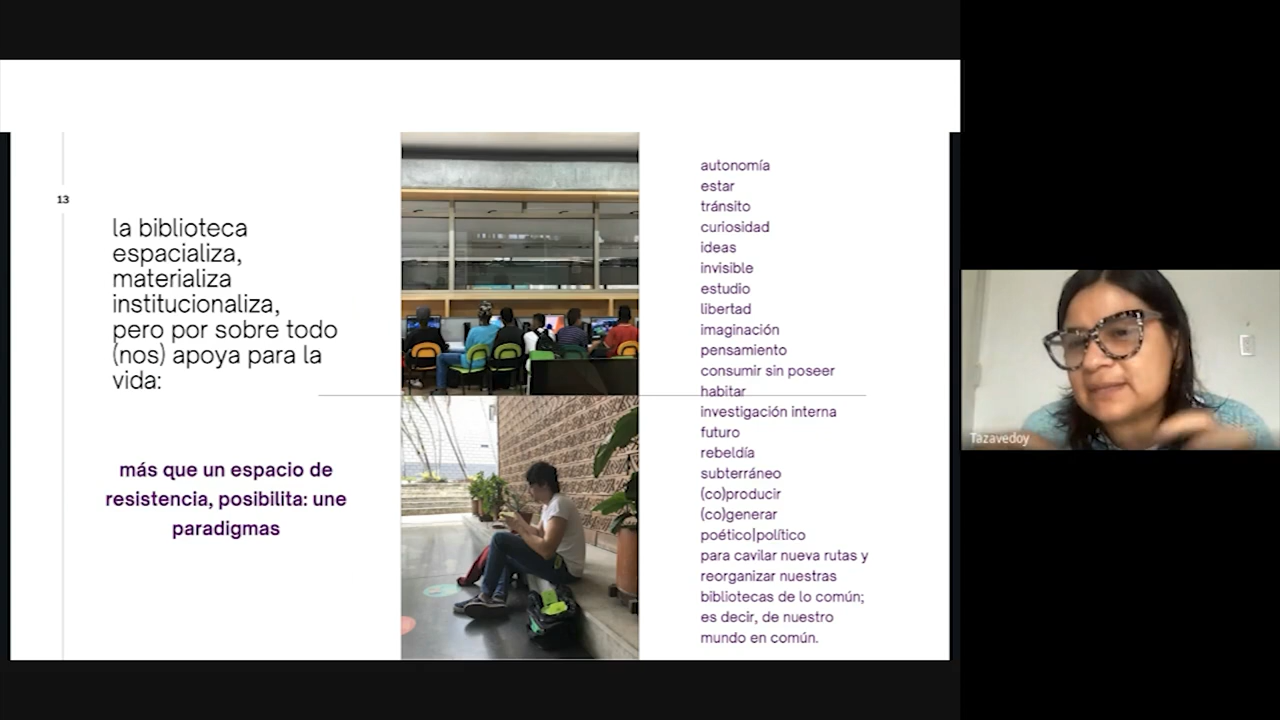 13
la biblioteca
espacializa,
materializa
institucionaliza,
pero por sobre todo
(nos) apoya para la
vida:
más que un espacio de
resistencia, posibilita: une
paradigmas
autonomía
estar
tránsito
curiosidad
ideas
invisible
estudio
libertad
imaginación
pensamiento
consumir sin poseer
habitar
investigación interna
futuro
rebeldía
subterráneo
(co)producir
(co)generar
poético|político
para cavilar nueva rutas y
reorganizar nuestras
bibliotecas de lo común;
es decir, de nuestro
mundo en común.
Tazavedoy